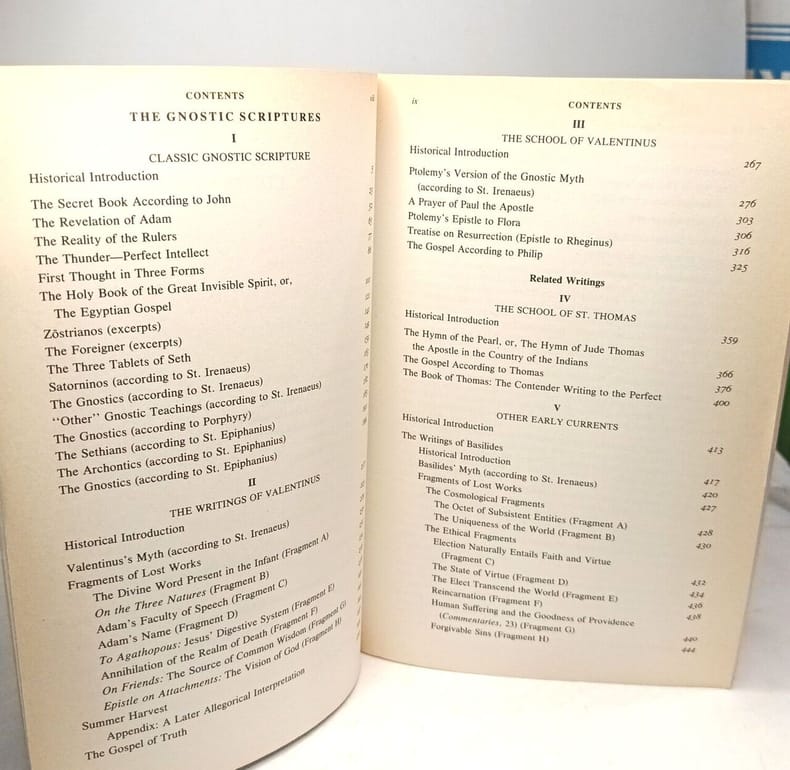 CONTENTS
THE GNOSTIC SCRIPTURES
I
CLASSIC GNOSTIC SCRIPTURE
Historical Introduction
The Secret Book According to John
The Revelation of Adam
The Reality of the Rulers
The Thunder—Perfect Intellect
First Thought in Three Forms
The Holy Book of the Great Invisible Spirit, or,
The Egyptian Gospel
Zōstrianos (excerpts)
The Foreigner (excerpts)
The Three Tablets of Seth
Satorninos (according to St. Irenaeus)
The Gnostics (according to St. Irenaeus)
"Other" Gnostic Teachings (according to St. Irenaeus)
The Gnostics (according to Porphyry)
The Sethians (according to St. Epiphanius)
The Archontics (according to St. Epiphanius)
The Gnostics (according to St. Epiphanius)
II
THE WRITINGS OF VALENTINUS
Historical Introduction
Valentinus's Myth (according to St. Irenaeus)
Fragments of Lost Works
The Divine Word Present in the Infant (Fragment A)
On the Three Natures (Fragment B)
Adam's Faculty of Speech (Fragment C)
Adam's Name (Fragment D)
To Agathopous: Jesus' Digestive System (Fragment E)
Annihilation of the Realm of Death (Fragment F)
On Friends: The Source of Common Wisdom (Fragment G)
Epistle on Attachments: The Vision of God (Fragment H)
Summer Harvest
Appendix: A Later Allegorical Interpretation
The Gospel of Truth
ix
CONTENTS
III
THE SCHOOL OF VALENTINUS
Historical Introduction 267
Ptolemy's Version of the Gnostic Myth
(according to St. Irenaeus) 276
A Prayer of Paul the Apostle 303
Ptolemy's Epistle to Flora 306
Treatise on Resurrection (Epistle to Rheginus) 316
The Gospel According to Philip 325
Related Writings
IV
THE SCHOOL OF ST. THOMAS
Historical Introduction 359
The Hymn of the Pearl, or, The Hymn of Jude Thomas
the Apostle in the Country of the Indians 366
The Gospel According to Thomas 376
The Book of Thomas: The Contender Writing to the Perfect 400
V
OTHER EARLY CURRENTS
Historical Introduction 413
The Writings of Basilides
Historical Introduction 417
Basilides' Myth (according to St. Irenaeus) 420
Fragments of Lost Works 427
The Cosmological Fragments
The Octet of Subsistent Entities (Fragment A) 428
The Uniqueness of the World (Fragment B) 430
The Ethical Fragments
Election Naturally Entails Faith and Virtue
(Fragment C) 432
The State of Virtue (Fragment D) 434
The Elect Transcend the World (Fragment E) 436
Reincarnation (Fragment F) 438
Human Suffering and the Goodness of Providence
(Commentaries, 23) (Fragment G) 440
Forgivable Sins (Fragment H) 444